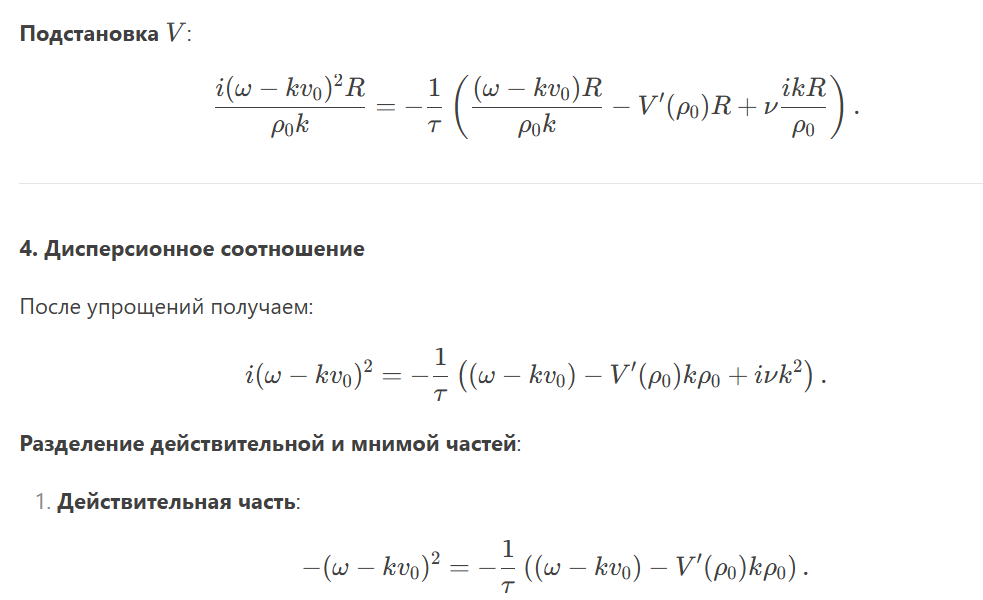 Подстановка $V$:
$$\frac{i(\omega - kv_0)^2 R}{\rho_0 k} = -\frac{1}{\tau}\left(\frac{(\omega - kv_0)R}{\rho_0 k} - V'(\rho_0)R + \nu\frac{ikR}{\rho_0}\right).$$
4. Дисперсионное соотношение
После упрощений получаем:
$$i(\omega - kv_0)^2 = -\frac{1}{\tau}\left((\omega - kv_0) - V'(\rho_0)k\rho_0 + i\nu k^2\right).$$
Разделение действительной и мнимой частей:
1. Действительная часть:
$$-(\omega - kv_0)^2 = -\frac{1}{\tau}\left((\omega - kv_0) - V'(\rho_0)k\rho_0\right).$$